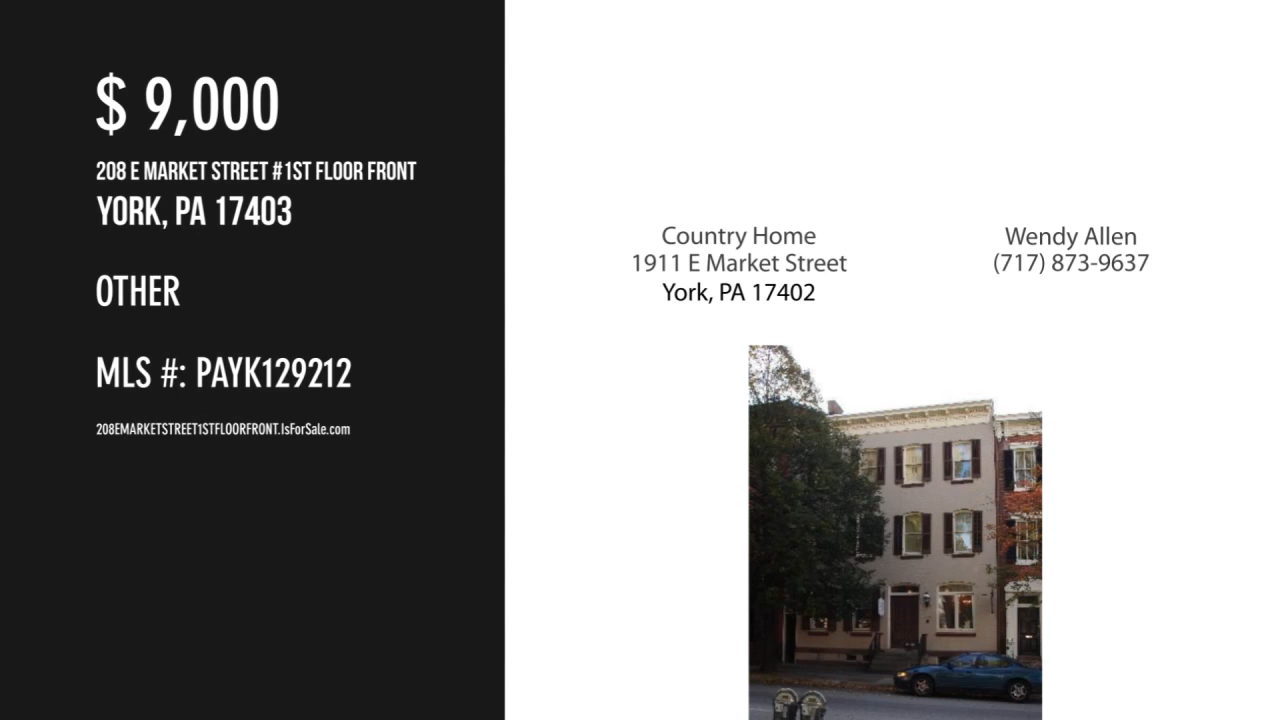 $ 9,000
208 E MARKET STREET #1ST FLOOR FRONT
YORK, PA 17403
OTHER
MLS #: PAYK129212
208EMARKETSTREET1STFLOORFRONT.IsForSale.com
Country Home
1911 E Market Street
York, PA 17402
Wendy Allen
(717) 873-9637